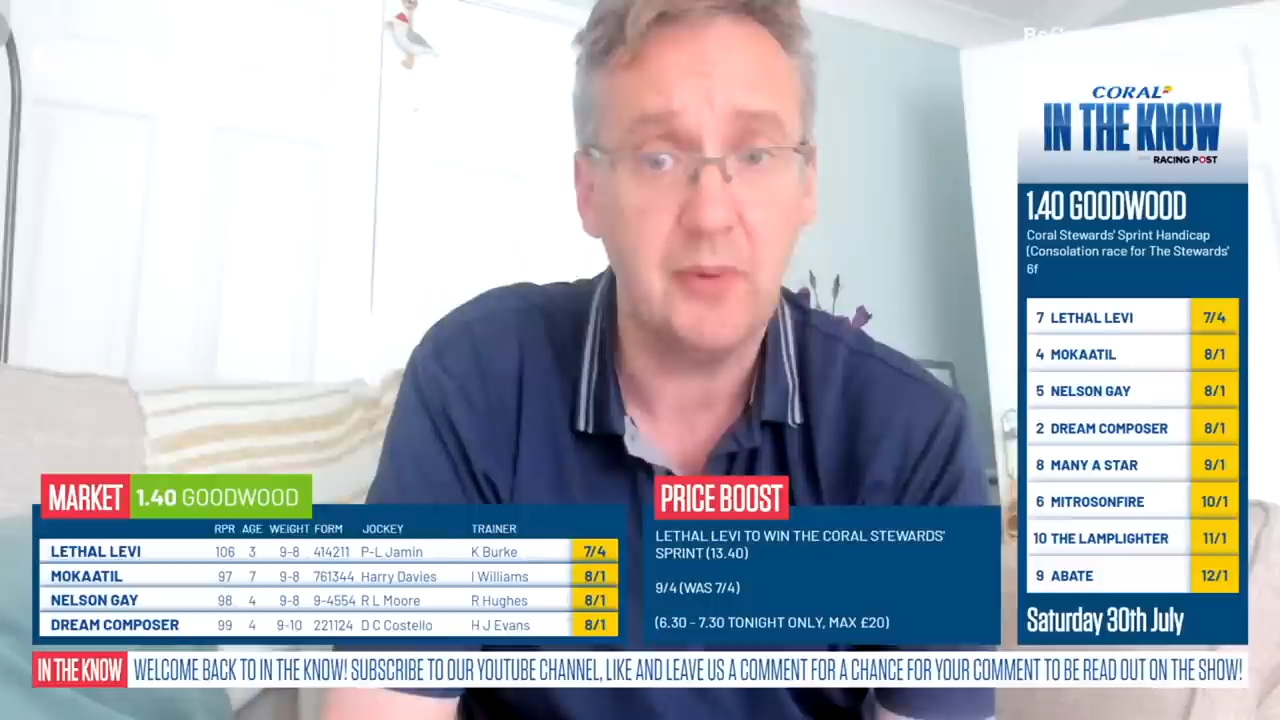 CORAL
IN THE KNOW
RACING POST
1.40 GOODWOOD
Coral Stewards' Sprint Handicap
(Consolation race for The Stewards'
6f
7 LETHAL LEVI 7/4
4 MOKAATIL 8/1
5 NELSON GAY 8/1
2 DREAM COMPOSER 8/1
8 MANY A STAR 9/1
6 MITROSONFIRE 10/1
10 THE LAMPLIGHTER 11/1
9 ABATE 12/1
Saturday 30th July
MARKET 1.40 GOODWOOD
RPR AGE WEIGHT FORM JOCKEY TRAINER
LETHAL LEVI 106 3 9-8 414211 P-L Jamin K Burke 7/4
MOKAATIL 97 7 9-8 761344 Harry Davies I Williams 8/1
NELSON GAY 98 4 9-8 9-4554 R L Moore R Hughes 8/1
DREAM COMPOSER 99 4 9-10 221124 D C Costello H J Evans 8/1
PRICE BOOST
LETHAL LEVI TO WIN THE CORAL STEWARDS'
SPRINT (13.40)
9/4 (WAS 7/4)
(6.30 - 7.30 TONIGHT ONLY, MAX £20)
IN THE KNOW WELCOME BACK TO IN THE KNOW! SUBSCRIBE TO OUR YOUTUBE CHANNEL, LIKE AND LEAVE US A COMMENT FOR A CHANCE FOR YOUR COMMENT TO BE READ OUT ON THE SHOW!